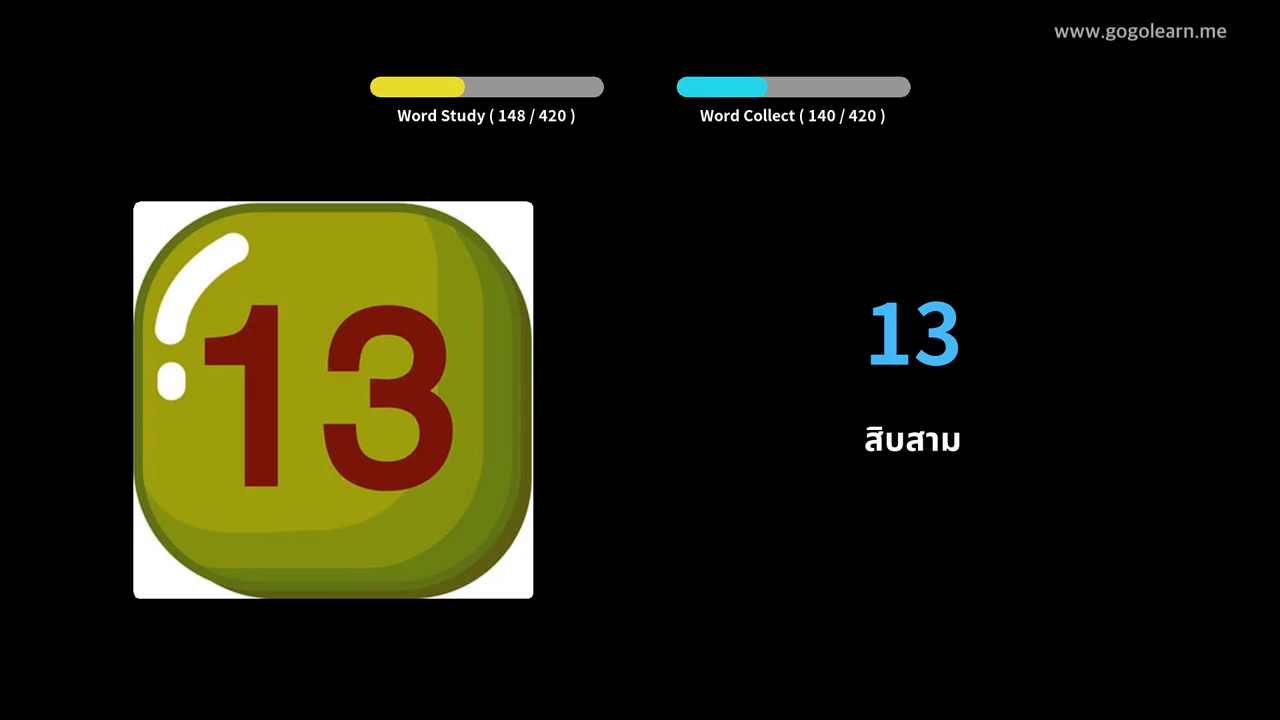 www.gogolearn.me
Word Study ( 148 / 420 )
Word Collect ( 140 / 420 )
13
13
สิบสาม